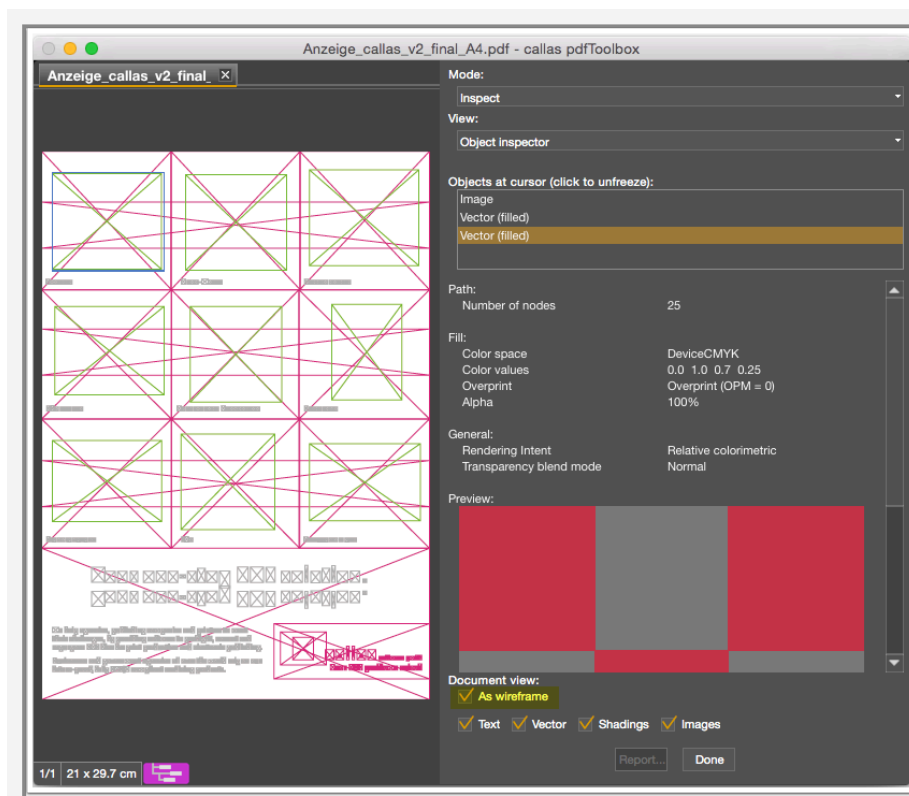 Anzeige_callas_v2_final_A4.pdf - callas pdfToolbox
Anzeige_callas_v2_final_
Mode:
Inspect
View:
Object inspector
Objects at cursor (click to unfreeze):
Image
Vector (filled)
Vector (filled)
Path:
Number of nodes 25
Fill:
Color space DeviceCMYK
Color values 0.0 1.0 0.7 0.25
Overprint Overprint (OPM = 0)
Alpha 100%
General:
Rendering Intent Relative colorimetric
Transparency blend mode Normal
Preview:
Document view:
As wireframe
Text Vector Shadings Images
Report... Done
1/1 21 x 29.7 cm